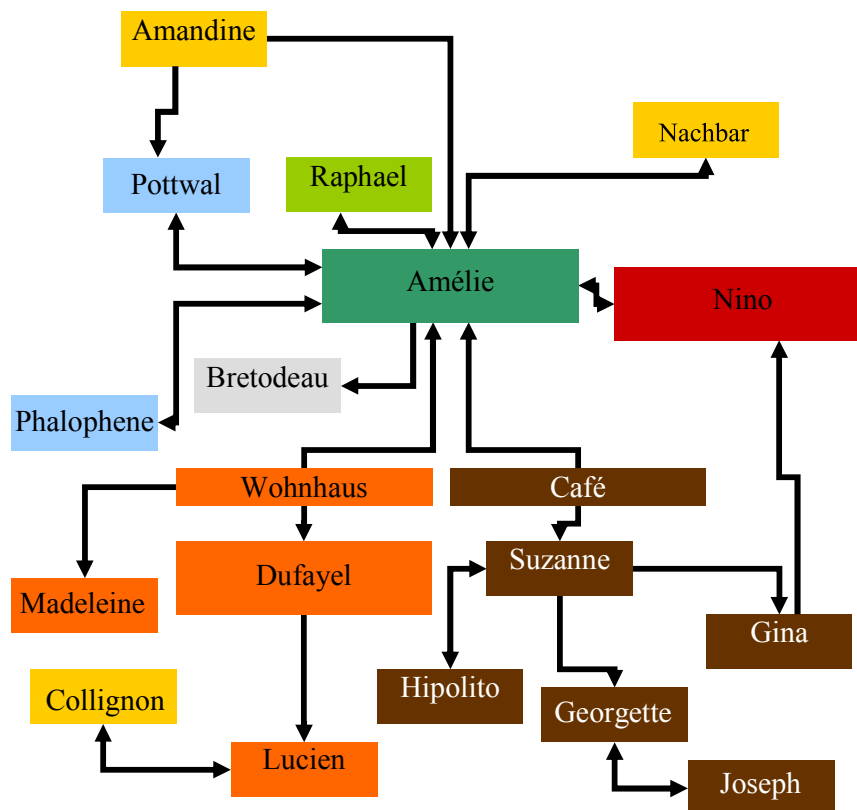 Amandine
Nachbar
Pottwal
Raphael
Amélie
Nino
Bretodeau
Phalophene
Wohnhaus
Café
Suzanne
Dufayel
Madeleine
Gina
Hipolito
Collignon
Georgette
Lucien
Joseph